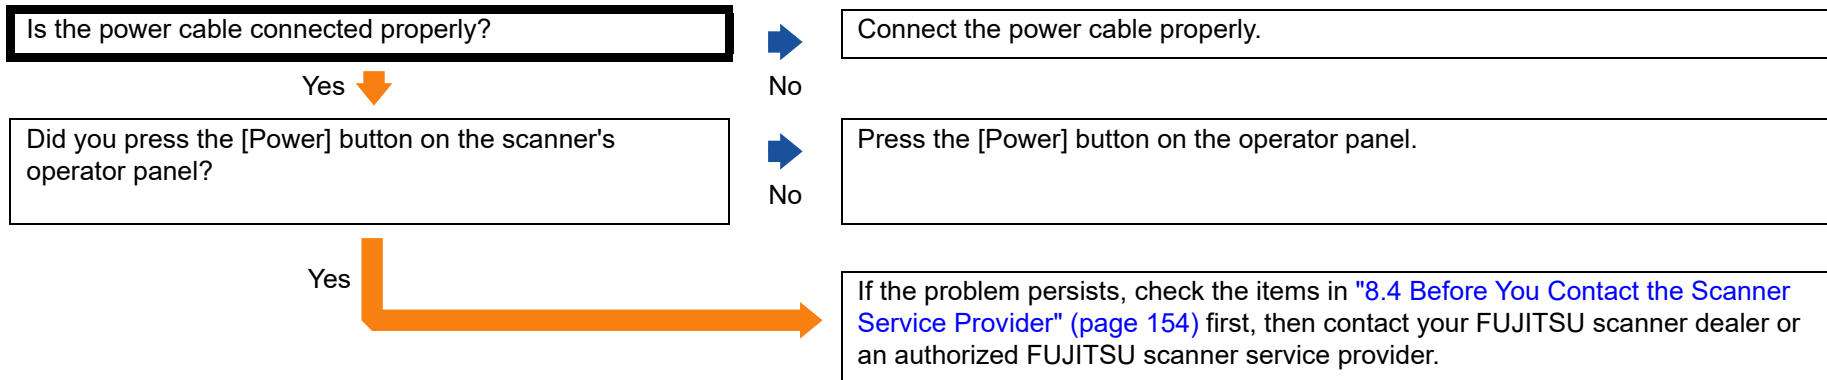 Is the power cable connected properly?
Connect the power cable properly.
Yes
No
Did you press the [Power] button on the scanner's
operator panel?
Press the [Power] button on the operator panel.
No
Yes
If the problem persists, check the items in "8.4 Before You Contact the Scanner
Service Provider" (page 154) first, then contact your FUJITSU scanner dealer or
an authorized FUJITSU scanner service provider.